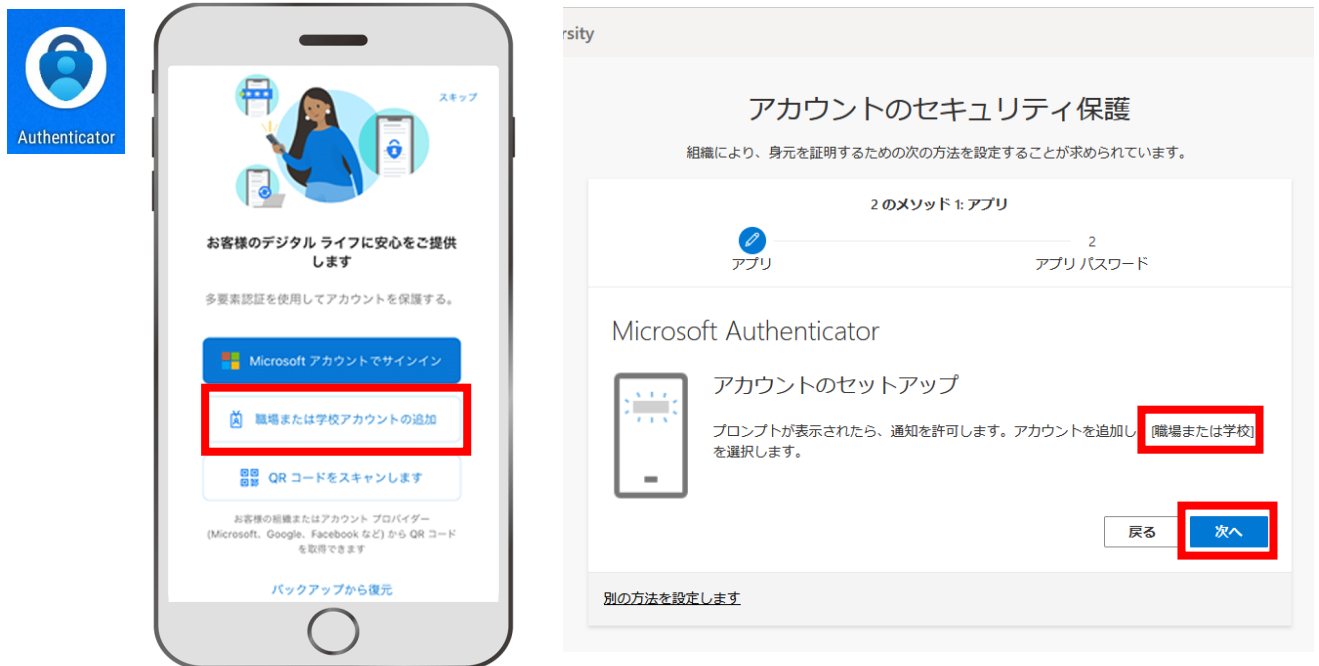 Authenticator
スキップ
お客様のデジタル ライフに安心をご提供
します
多要素認証を使用してアカウントを保護する。
Microsoft アカウントでサインイン
職場または学校アカウントの追加
QR コードをスキャンします
お客様の組織またはアカウント プロバイダー
(Microsoft、Google、Facebook など) から QR コード
を取得できます
バックアップから復元
rsity
アカウントのセキュリティ保護
組織により、身元を証明するための次の方法を設定することが求められています。
2 のメソッド 1: アプリ
2
アプリ
アプリ パスワード
Microsoft Authenticator
アカウントのセットアップ
プロンプトが表示されたら、通知を許可します。アカウントを追加し [職場または学校]
を選択します。
戻る
次へ
別の方法を設定します